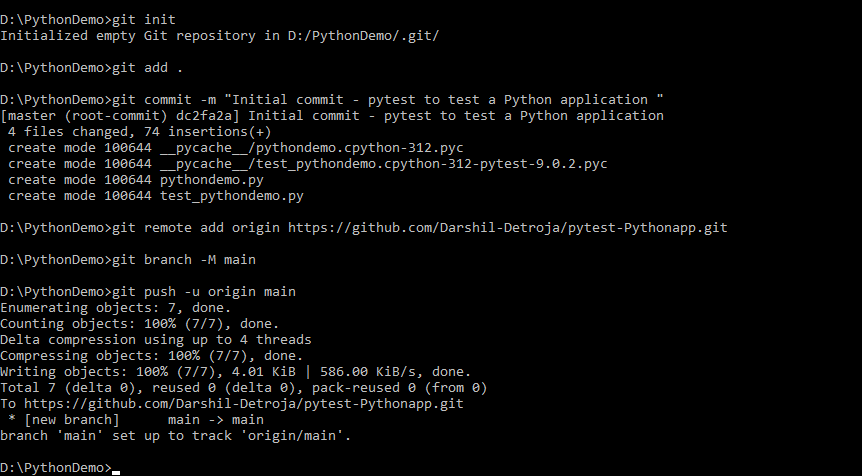 D:\PythonDemo>git init
Initialized empty Git repository in D:/PythonDemo/.git/
D:\PythonDemo>git add .
D:\PythonDemo>git commit -m "Initial commit - pytest to test a Python application "
[master (root-commit) dc2fa2a] Initial commit - pytest to test a Python application
 4 files changed, 74 insertions(+)
 create mode 100644 __pycache__/pythondemo.cpython-312.pyc
 create mode 100644 __pycache__/test_pythondemo.cpython-312-pytest-9.0.2.pyc
 create mode 100644 pythondemo.py
 create mode 100644 test_pythondemo.py
D:\PythonDemo>git remote add origin https://github.com/Darshil-Detroja/pytest-Pythonapp.git
D:\PythonDemo>git branch -M main
D:\PythonDemo>git push -u origin main
Enumerating objects: 7, done.
Counting objects: 100% (7/7), done.
Delta compression using up to 4 threads
Compressing objects: 100% (7/7), done.
Writing objects: 100% (7/7), 4.01 KiB | 586.00 KiB/s, done.
Total 7 (delta 0), reused 0 (delta 0), pack-reused 0 (from 0)
To https://github.com/Darshil-Detroja/pytest-Pythonapp.git
 * [new branch]      main -> main
branch 'main' set up to track 'origin/main'.
D:\PythonDemo>